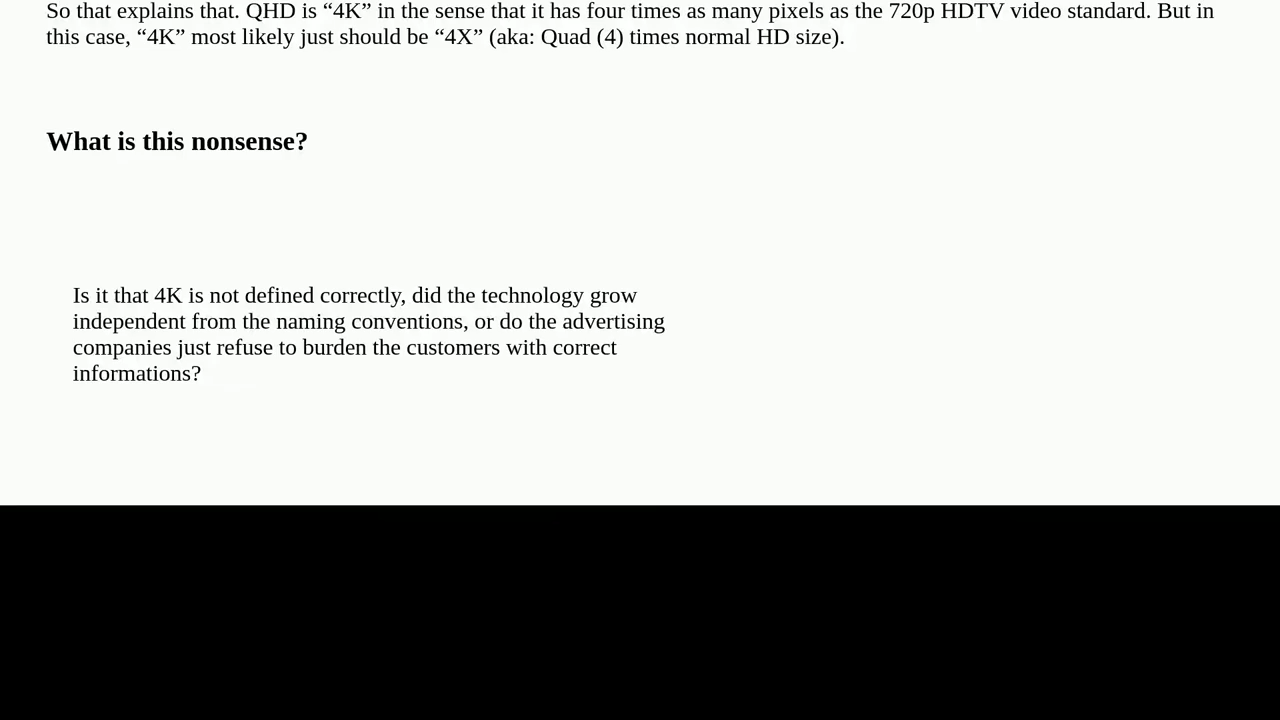 So that explains that. QHD is “4K” in the sense that it has four times as many pixels as the 720p HDTV video standard. But in
this case, “4K” most likely just should be “4X” (aka: Quad (4) times normal HD size).
What is this nonsense?
Is it that 4K is not defined correctly, did the technology grow
independent from the naming conventions, or do the advertising
companies just refuse to burden the customers with correct
informations?